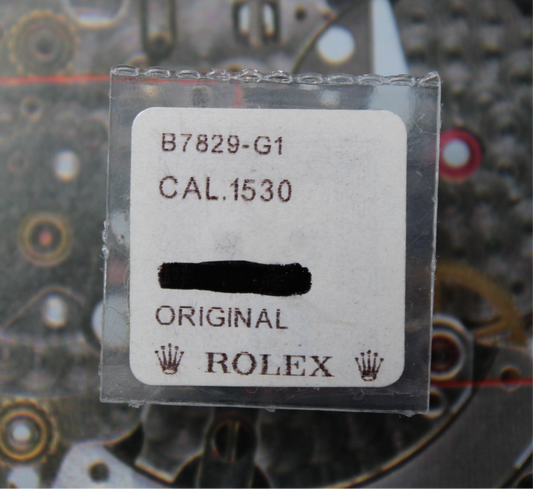 B7829-G1
CAL.1530
ORIGINAL
ROLEX